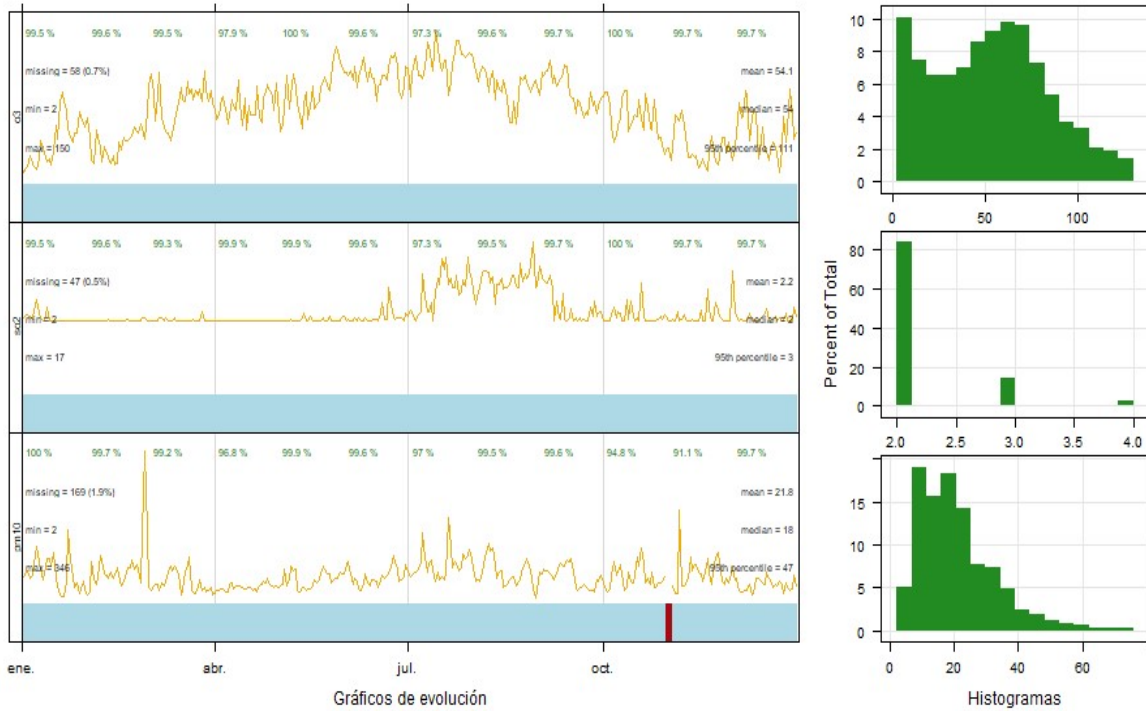 99.5 % 99.6 % 99.5 % 97.9 % 100 % 99.6 % 97.3 % 99.6 % 99.7 % 100 % 99.7 % 99.7 %
missing = 58 (0.7%) mean = 54.1
min = 2 median = 54
max = 150 95th percentile = 111
o3
99.5 % 99.6 % 99.3 % 99.9 % 99.9 % 99.6 % 97.3 % 99.5 % 99.7 % 100 % 99.7 % 99.7 %
missing = 47 (0.5%) mean = 2.2
min = 2 median = 2
max = 17 95th percentile = 3
so2
100 % 99.7 % 99.2 % 96.8 % 99.9 % 99.6 % 97 % 99.5 % 99.6 % 94.8 % 91.1 % 99.7 %
missing = 169 (1.9%) mean = 21.8
min = 2 median = 18
max = 346 95th percentile = 47
pm10
ene. abr. jul. oct.
Gráficos de evolución
10
8
6
4
2
0
0 50 100
Percent of Total
80
60
40
20
0
2.0 2.5 3.0 3.5 4.0
15
10
5
0
0 20 40 60
Histogramas